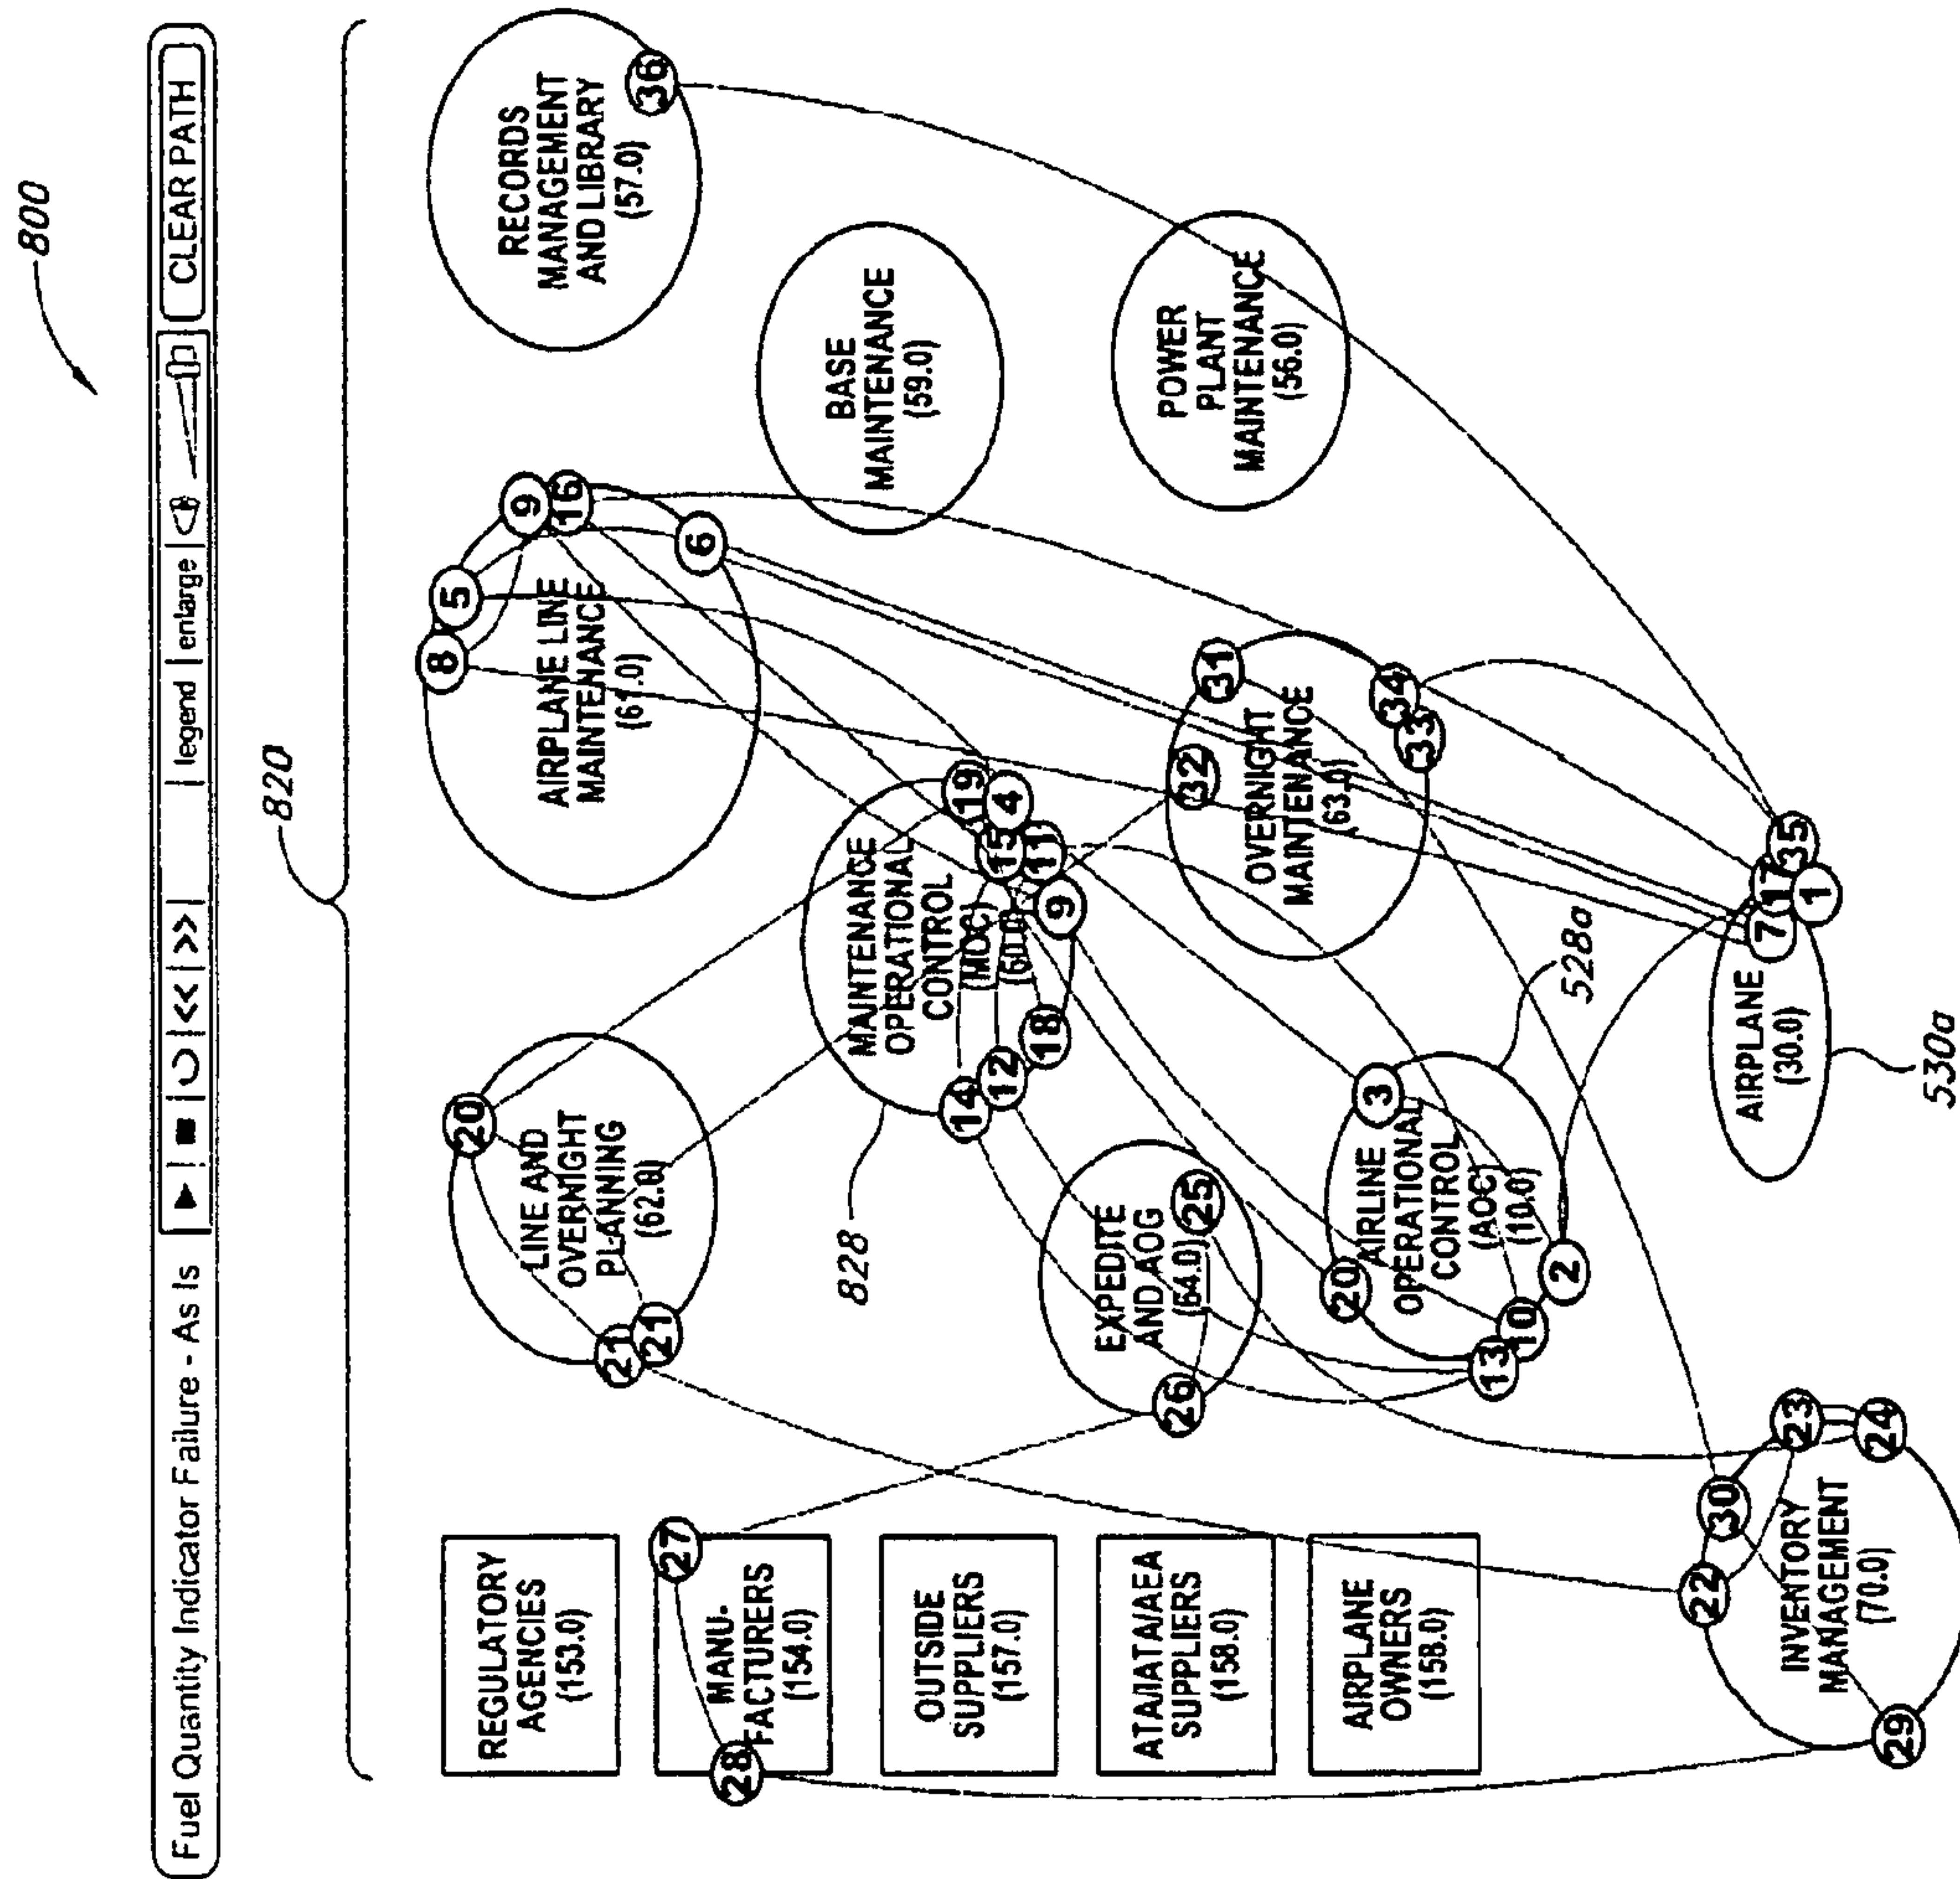 800
Fuel Quantity Indicator Failure - As Is
<< | >>
legend | enlarge
CLEAR PATH
820
REGULATORY
AGENCIES
(153.0)
27
28
MANU-
FACTURERS
(154.0)
OUTSIDE
SUPPLIERS
(157.0)
ATA/IATA/AEA
SUPPLIERS
(158.0)
AIRPLANE
OWNERS
(158.0)
20
LINE AND
OVERNIGHT
PLANNING
(62.0)
21
21
8
5
9
16
6
AIRPLANE LINE
MAINTENANCE
(61.0)
RECORDS
MANAGEMENT
AND LIBRARY
(57.0)
36
828
MAINTENANCE
OPERATIONAL
CONTROL
(MOC)
(60.0)
19
4
15
11
9
14
12
18
BASE
MAINTENANCE
(59.0)
EXPEDITE
AND AOG
(64.0)
25
26
31
32
OVERNIGHT
MAINTENANCE
(63.0)
34
33
POWER
PLANT
MAINTENANCE
(56.0)
20
3
AIRLINE
OPERATIONAL
CONTROL
(AOC)
(10.0)
13
10
2
528a
22
30
23
24
INVENTORY
MANAGEMENT
(70.0)
29
AIRPLANE
(30.0)
7
17
35
1
530a